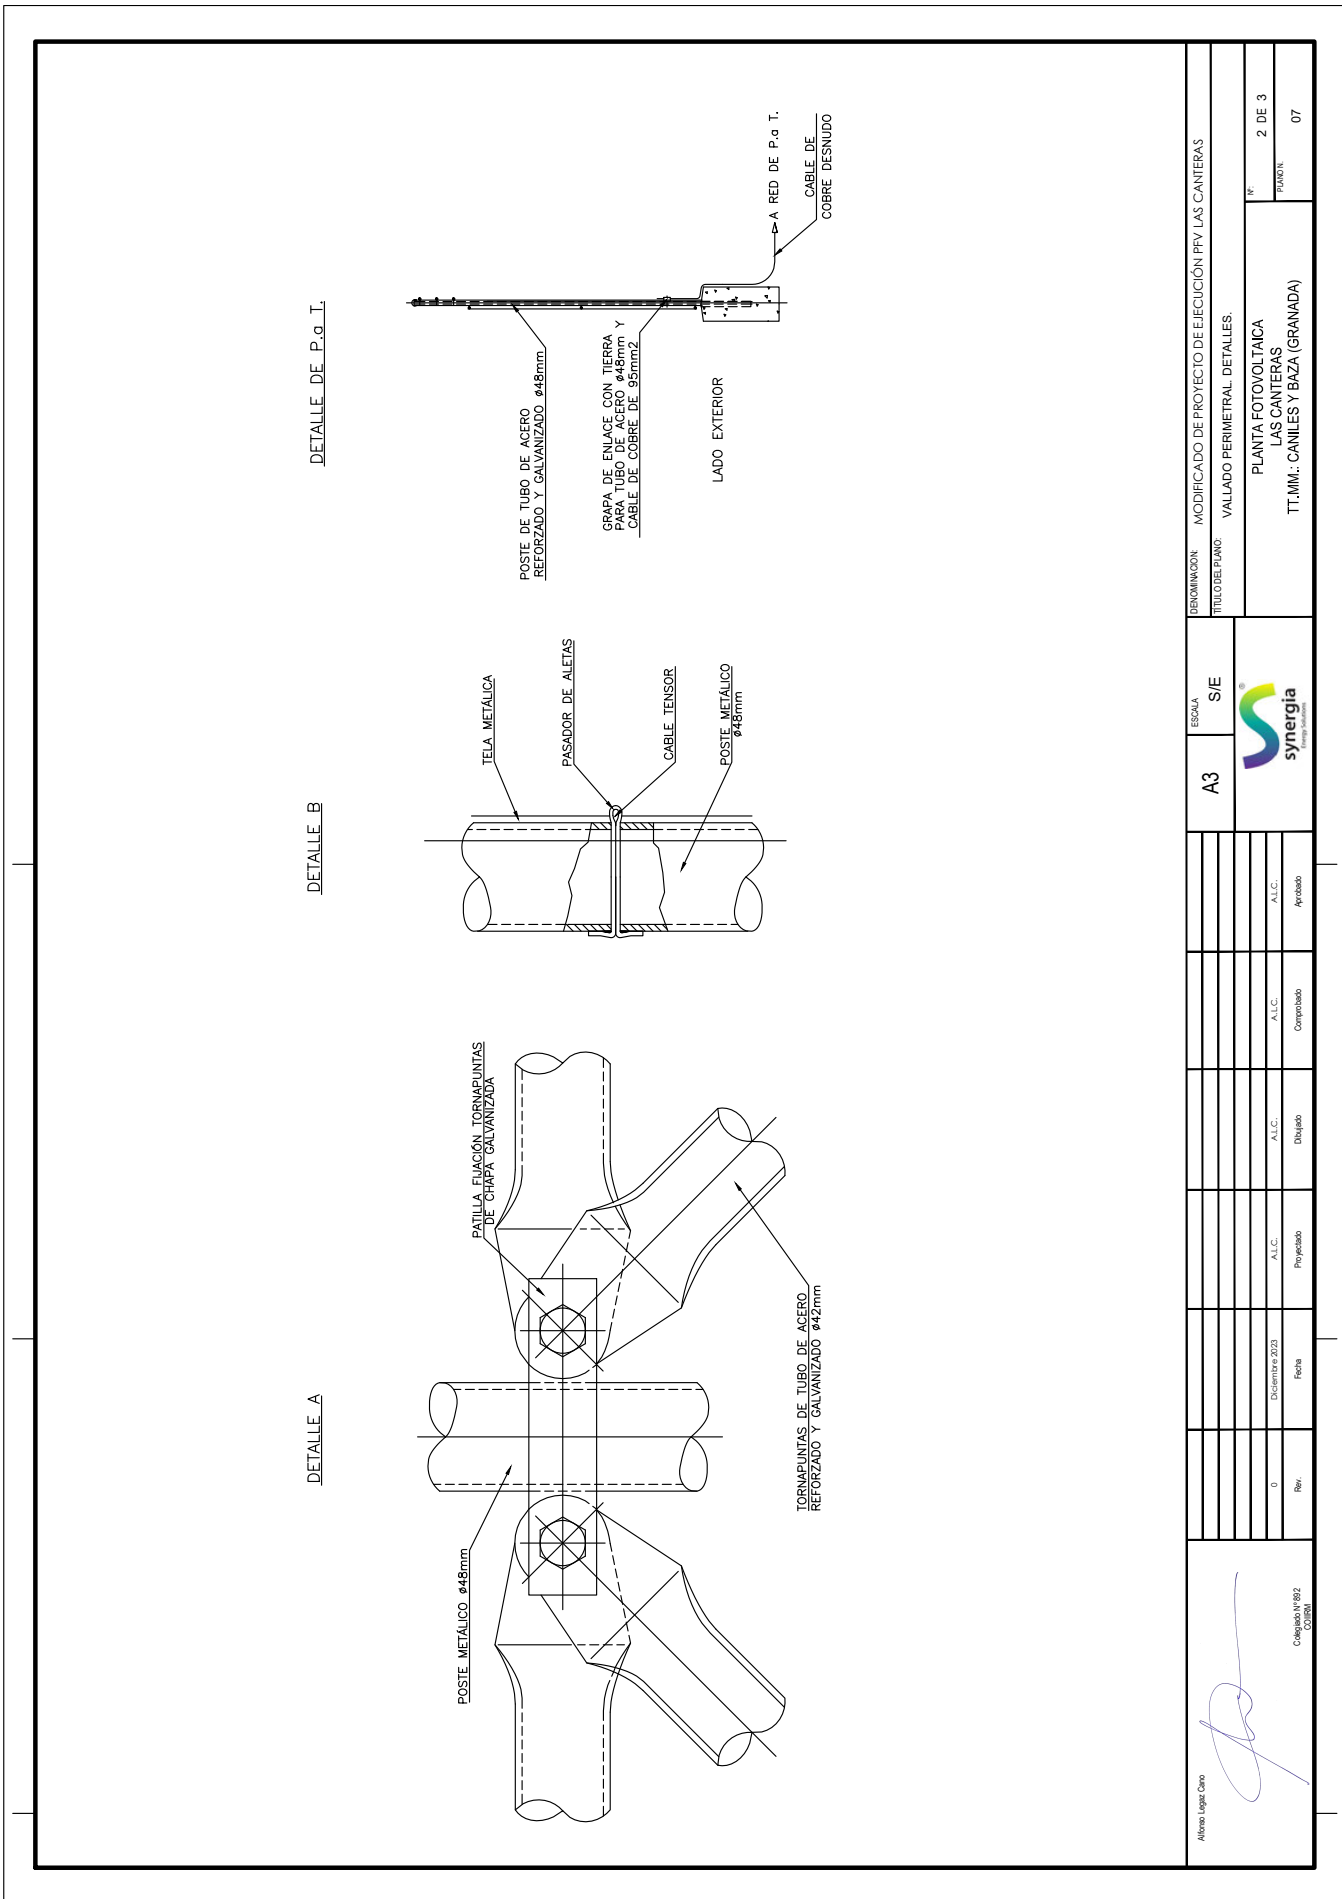 DETALLE A
POSTE METÁLICO ø48mm
PATILLA FIJACIÓN TORNAPUNTAS
DE CHAPA GALVANIZADA
TORNAPUNTAS DE TUBO DE ACERO
REFORZADO Y GALVANIZADO ø42mm
DETALLE B
TELA METÁLICA
PASADOR DE ALETAS
CABLE TENSOR
POSTE METÁLICO
ø48mm
DETALLE DE P.a T.
POSTE DE TUBO DE ACERO
REFORZADO Y GALVANIZADO ø48mm
GRAPA DE ENLACE CON TIERRA
PARA TUBO DE ACERO ø48mm Y
CABLE DE COBRE DE 95mm2
LADO EXTERIOR
A RED DE P.a T.
CABLE DE
COBRE DESNUDO
Alfonso Legaz Cano
Colegiado Nº 892
COIIRM
0
Diciembre 2023
A.L.C.
A.L.C.
A.L.C.
A.L.C.
Rev.
Fecha
Proyectado
Dibujado
Comprobado
Aprobado
A3
ESCALA
S/E
synergia
Energy Solutions
®
DENOMINACION:
MODIFICADO DE PROYECTO DE EJECUCIÓN PFV LAS CANTERAS
TÍTULO DEL PLANO:
VALLADO PERIMETRAL. DETALLES.
PLANTA FOTOVOLTAICA
LAS CANTERAS
TT.MM.: CANILES Y BAZA (GRANADA)
Nº:
2 DE 3
PLANO N.
07